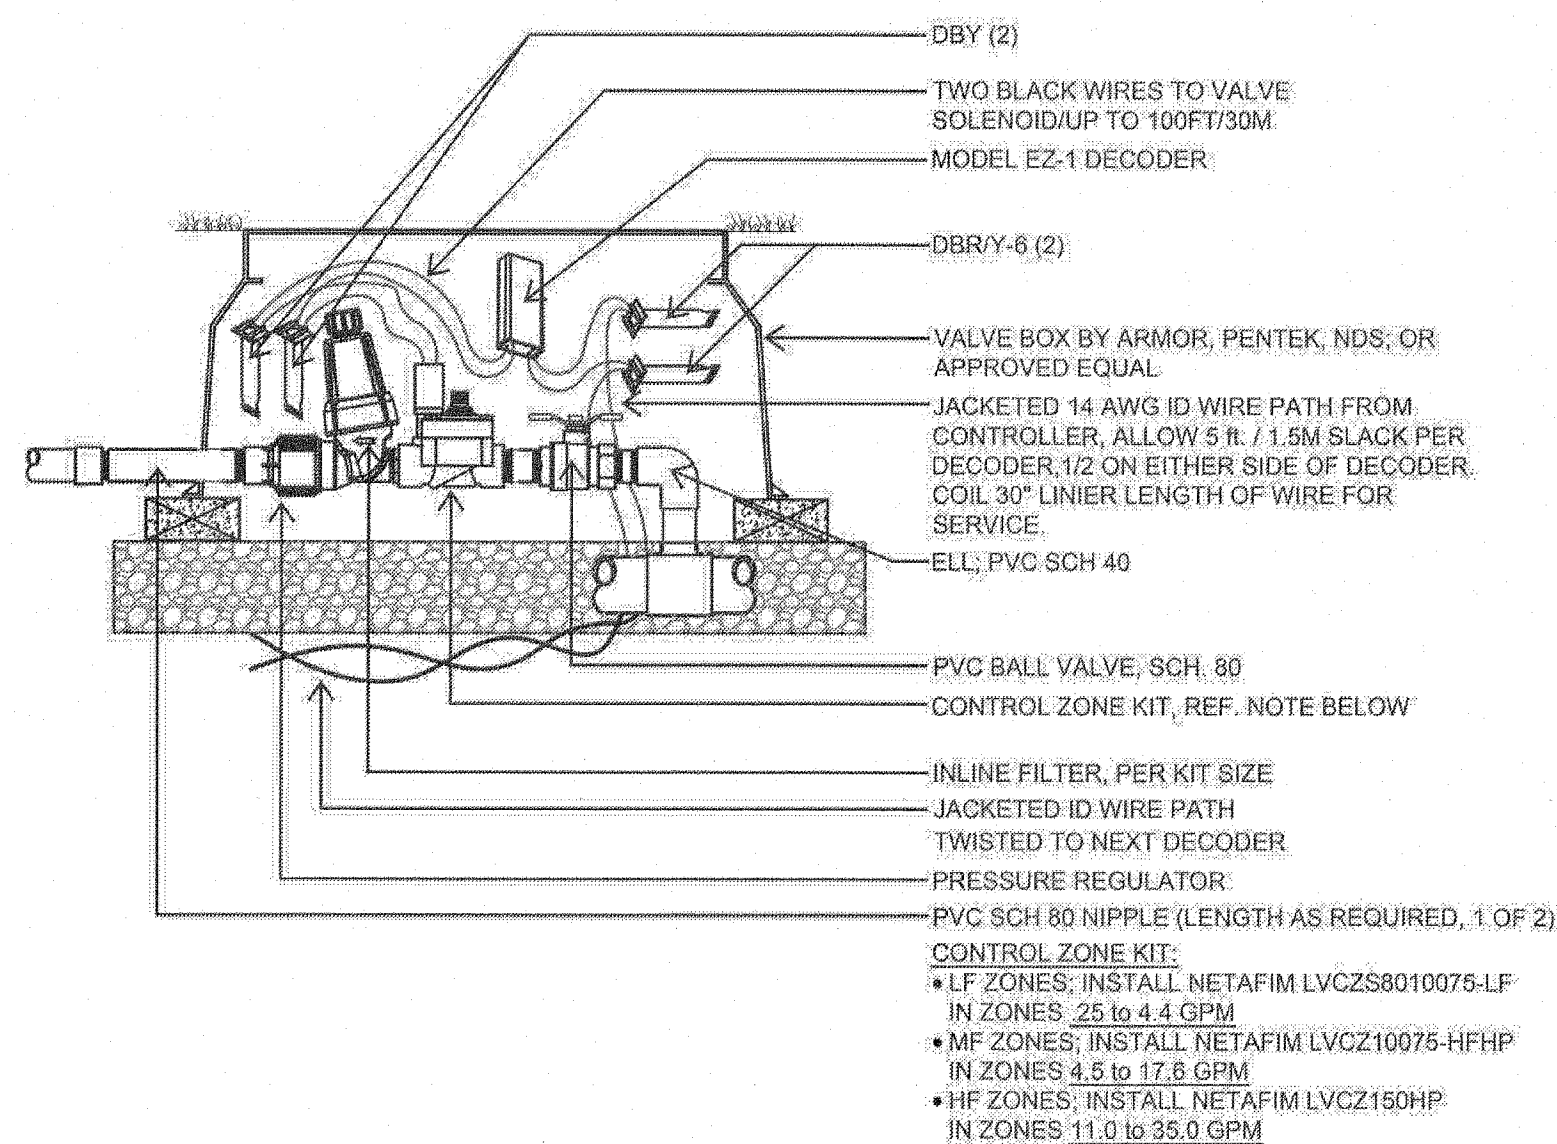 DBY (2)
TWO BLACK WIRES TO VALVE
SOLENOID/UP TO 100FT/30M
MODEL EZ-1 DECODER
DBR/Y-6 (2)
VALVE BOX BY ARMOR, PENTEK, NDS, OR
APPROVED EQUAL
JACKETED 14 AWG ID WIRE PATH FROM
CONTROLLER, ALLOW 5 ft. / 1.5M SLACK PER
DECODER,1/2 ON EITHER SIDE OF DECODER.
COIL 30" LINIER LENGTH OF WIRE FOR
SERVICE.
ELL; PVC SCH 40
PVC BALL VALVE, SCH. 80
CONTROL ZONE KIT, REF. NOTE BELOW
INLINE FILTER, PER KIT SIZE
JACKETED ID WIRE PATH
TWISTED TO NEXT DECODER
PRESSURE REGULATOR
PVC SCH 80 NIPPLE (LENGTH AS REQUIRED, 1 OF 2)
CONTROL ZONE KIT:
• LF ZONES; INSTALL NETAFIM LVCZS8010075-LF
IN ZONES .25 to 4.4 GPM
• MF ZONES; INSTALL NETAFIM LVCZ10075-HFHP
IN ZONES 4.5 to 17.6 GPM
• HF ZONES; INSTALL NETAFIM LVCZ150HP
IN ZONES 11.0 to 35.0 GPM